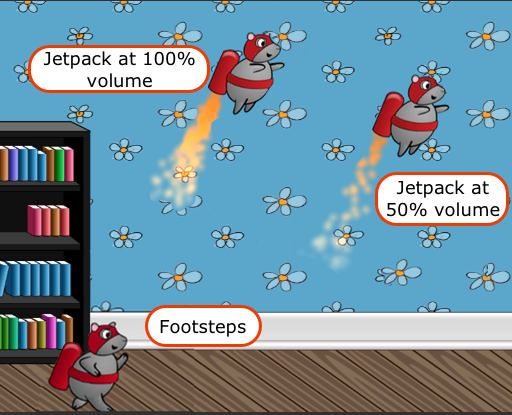 Jetpack at 100%
volume
Jetpack at
50% volume
Footsteps